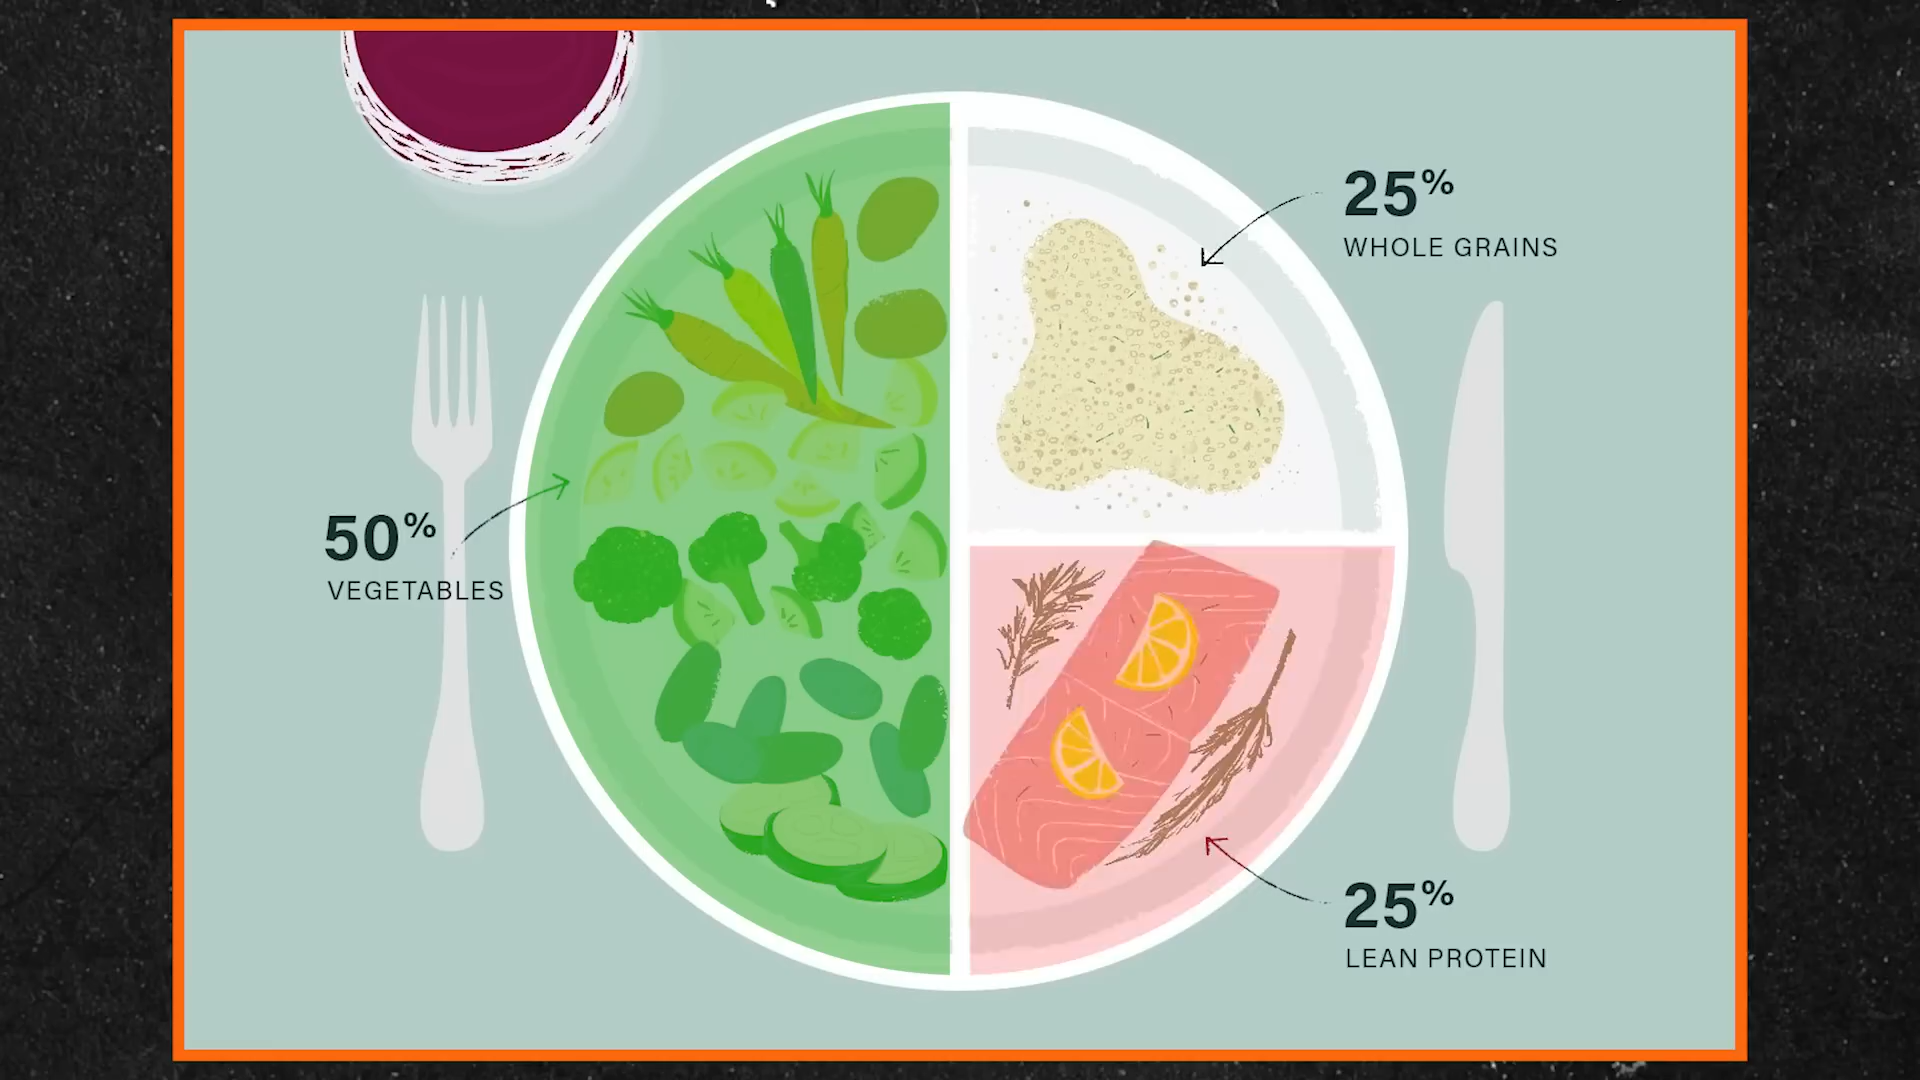 25%
WHOLE GRAINS
50%
VEGETABLES
25%
LEAN PROTEIN